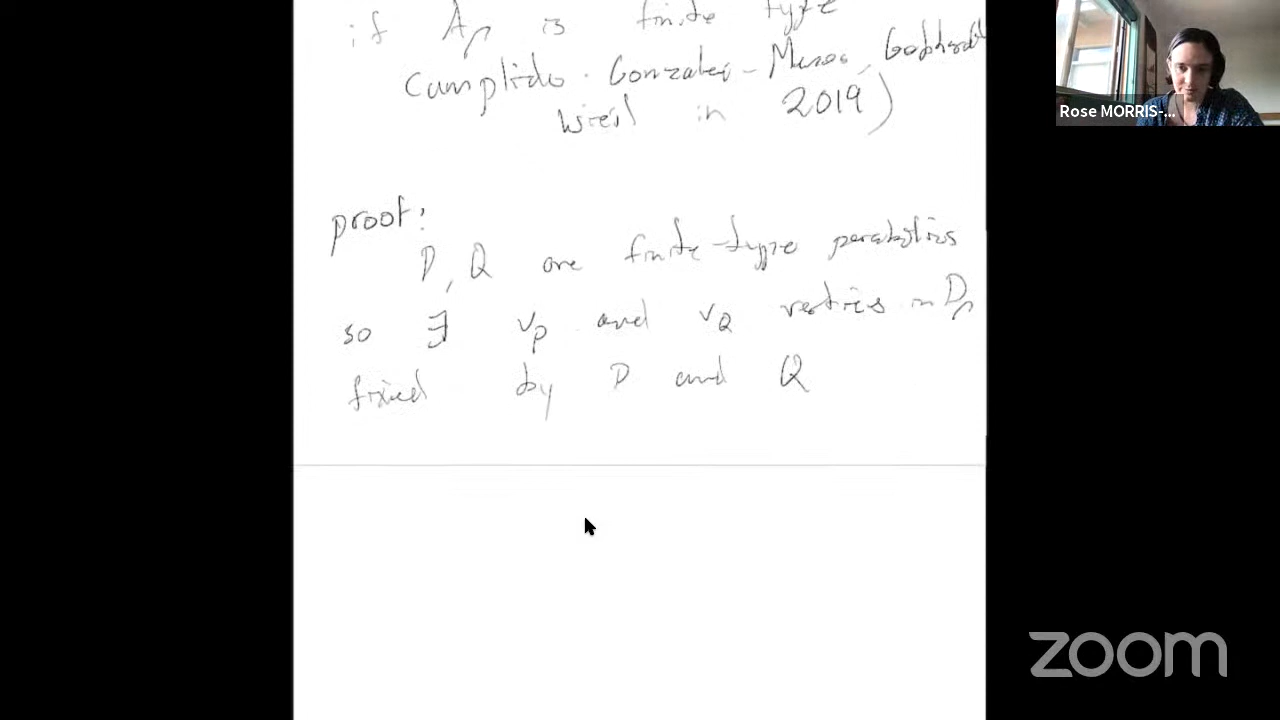 if A_Γ is finite type
Cumplido - Gonzalez-Meneses, Gebhardt
Wiest in 2019)
proof:
P, Q are finite-type parabolics
so ∃ v_P and v_Q vertices in D_Γ
fixed by P and Q
Rose MORRIS-...
zoom